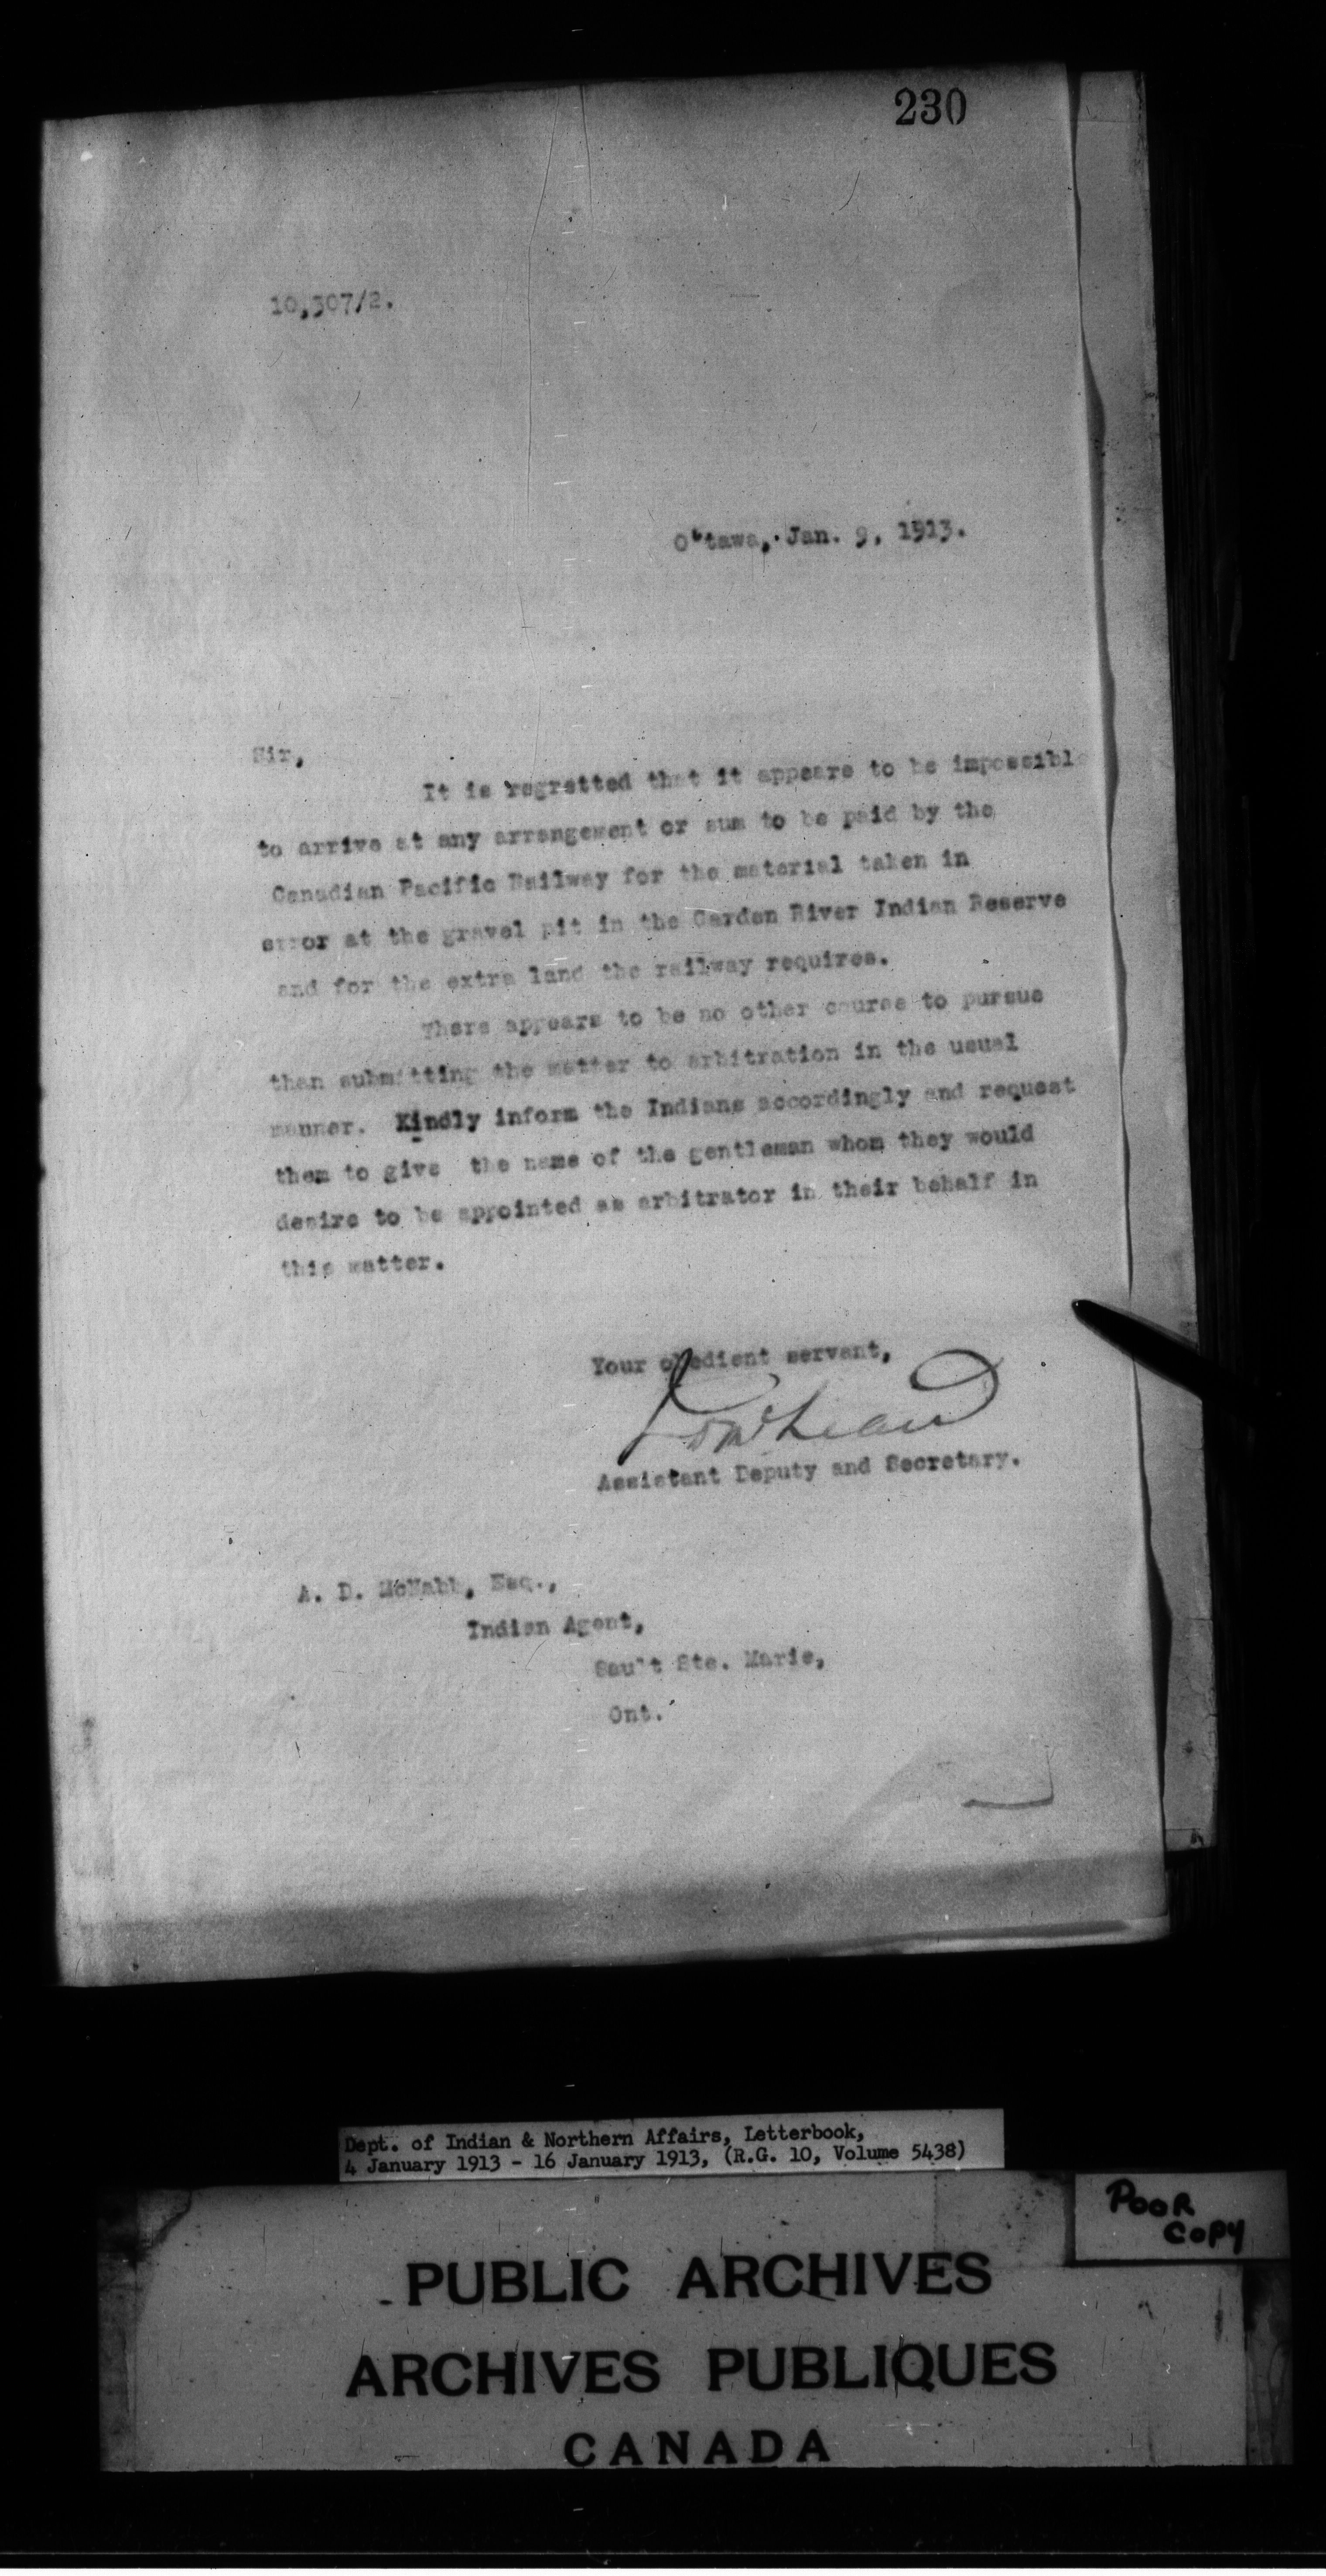 230
10,307/2.
Ottawa, Jan. 9, 1913.
Sir,
It is regretted that it appears to be impossible
to arrive at any arrangement or sum to be paid by the
Canadian Pacific Railway for the material taken in
error at the gravel pit in the Garden River Indian Reserve
and for the extra land the railway requires.
There appears to be no other course to pursue
than submitting the matter to arbitration in the usual
manner. Kindly inform the Indians accordingly and request
them to give the name of the gentleman whom they would
desire to be appointed as arbitrator in their behalf in
this matter.
Your obedient servant,
Assistant Deputy and Secretary.
A. D. McNabb, Esq.,
Indian Agent,
Sau't Ste. Marie,
Ont.
Dept. of Indian & Northern Affairs, Letterbook,
4 January 1913 - 16 January 1913, (R.G. 10, Volume 5438)
POOR
COPY
PUBLIC ARCHIVES
ARCHIVES PUBLIQUES
CANADA